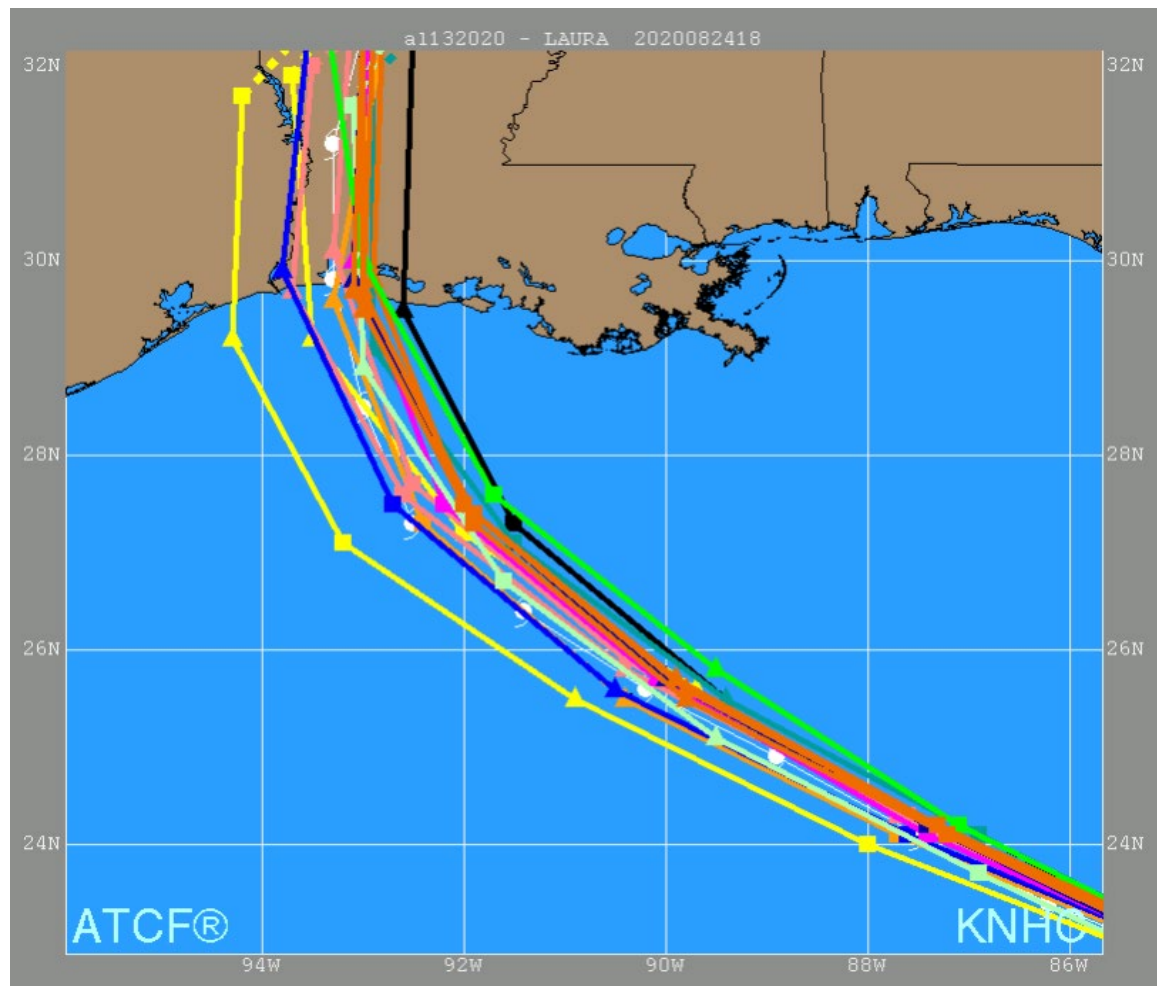 al132020 - LAURA 2020082418
32N 32N
30N 30N
28N 28N
26N 26N
24N 24N
ATCF® KNHC
94W 92W 90W 88W 86W